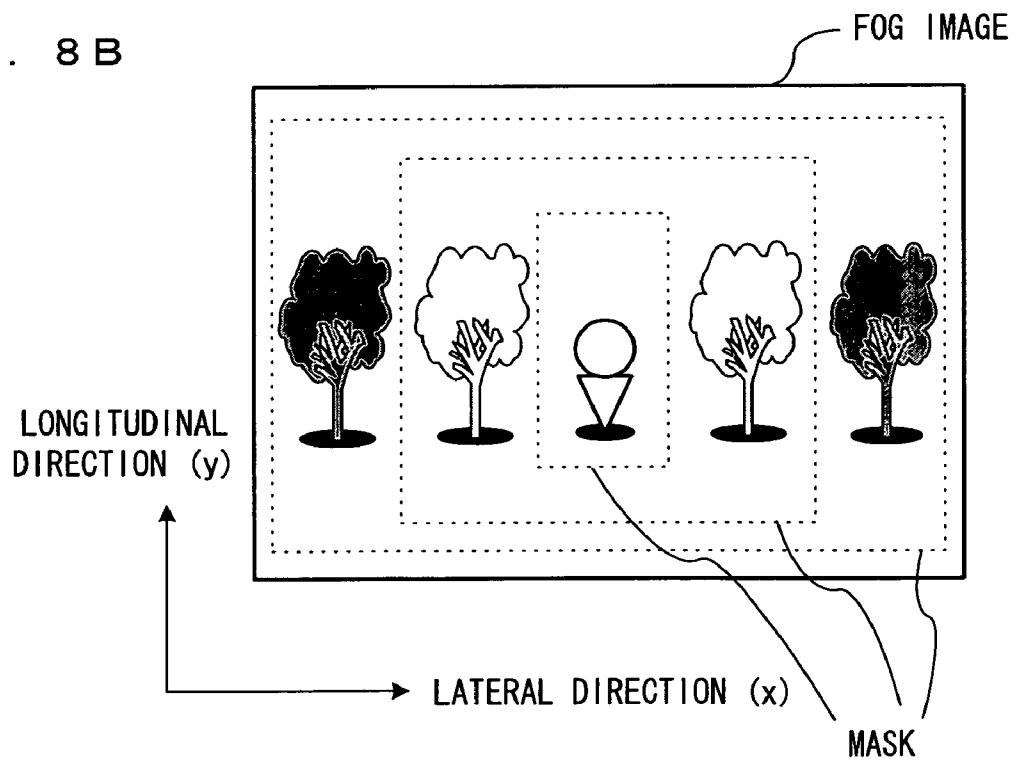 . 8B
FOG IMAGE
LONGITUDINAL
DIRECTION (y)
LATERAL DIRECTION (x)
MASK